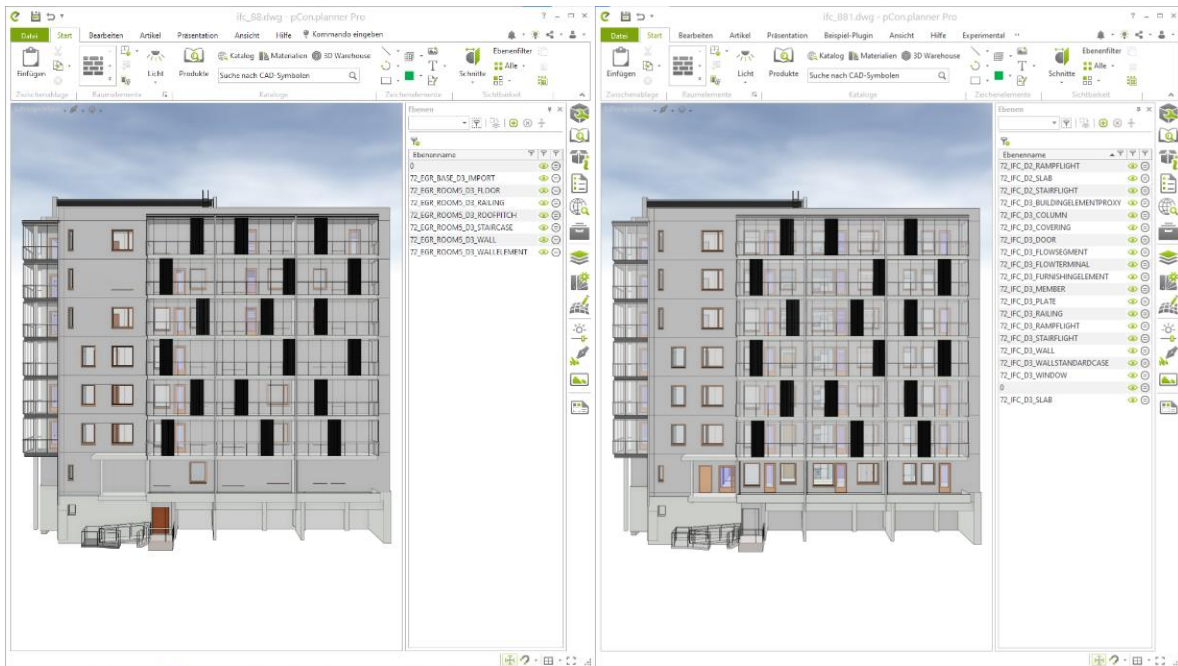 ifc_88.dwg - pCon.planner Pro
Datei Start Bearbeiten Artikel Präsentation Ansicht Hilfe Kommando eingeben
Katalog Materialien 3D Warehouse
Ebenenfilter
Alle
Einfügen
Licht
Produkte
Suche nach CAD-Symbolen
Schnitte
Zwischenablage Raumelemente Kataloge Zeichenelemente Sichtbarkeit
Ebenen
Ebenenname
0
72_EGR_BASE_D3_IMPORT
72_EGR_ROOMS_D3_FLOOR
72_EGR_ROOMS_D3_RAILING
72_EGR_ROOMS_D3_ROOFPITCH
72_EGR_ROOMS_D3_STAIRCASE
72_EGR_ROOMS_D3_WALL
72_EGR_ROOMS_D3_WALLELEMENT
ifc_881.dwg - pCon.planner Pro
Datei Start Bearbeiten Artikel Präsentation Beispiel-Plugin Ansicht Hilfe Experimental
Katalog Materialien 3D Warehouse
Ebenenfilter
Alle
Einfügen
Licht
Produkte
Suche nach CAD-Symbolen
Schnitte
Zwischenablage Raumelemente Kataloge Zeichenelemente Sichtbarkeit
Ebenen
Ebenenname
72_IFC_D2_RAMPFLIGHT
72_IFC_D2_SLAB
72_IFC_D2_STAIRFLIGHT
72_IFC_D3_BUILDINGELEMENTPROXY
72_IFC_D3_COLUMN
72_IFC_D3_COVERING
72_IFC_D3_DOOR
72_IFC_D3_FLOWSEGMENT
72_IFC_D3_FLOWTERMINAL
72_IFC_D3_FURNISHINGELEMENT
72_IFC_D3_MEMBER
72_IFC_D3_PLATE
72_IFC_D3_RAILING
72_IFC_D3_RAMPFLIGHT
72_IFC_D3_STAIRFLIGHT
72_IFC_D3_WALL
72_IFC_D3_WALLSTANDARDCASE
72_IFC_D3_WINDOW
0
72_IFC_D3_SLAB